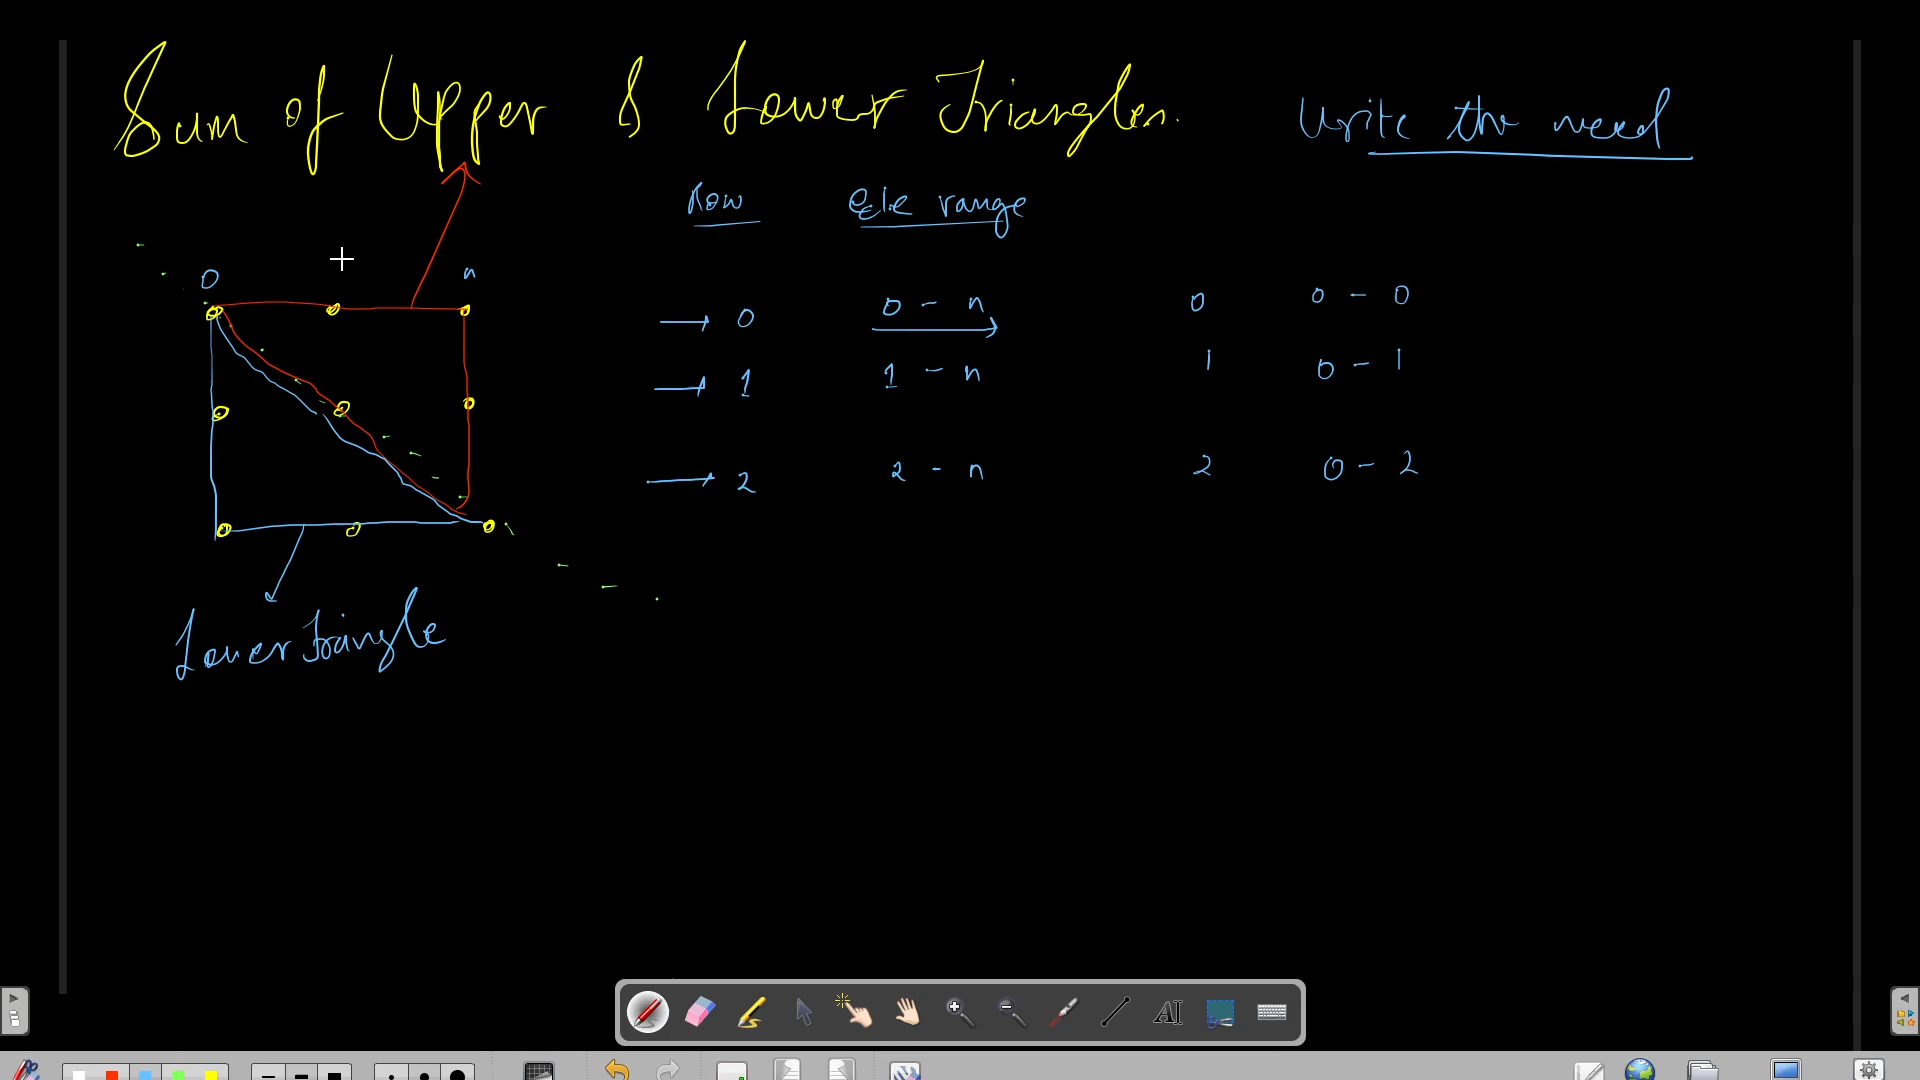 Sum of Upper & Lower Triangles.
Write the need
Row Ele range
0 n
0 0 - n 0 0 - 0
1 1 - n 1 0 - 1
2 2 - n 2 0 - 2
Lower Triangle
AI